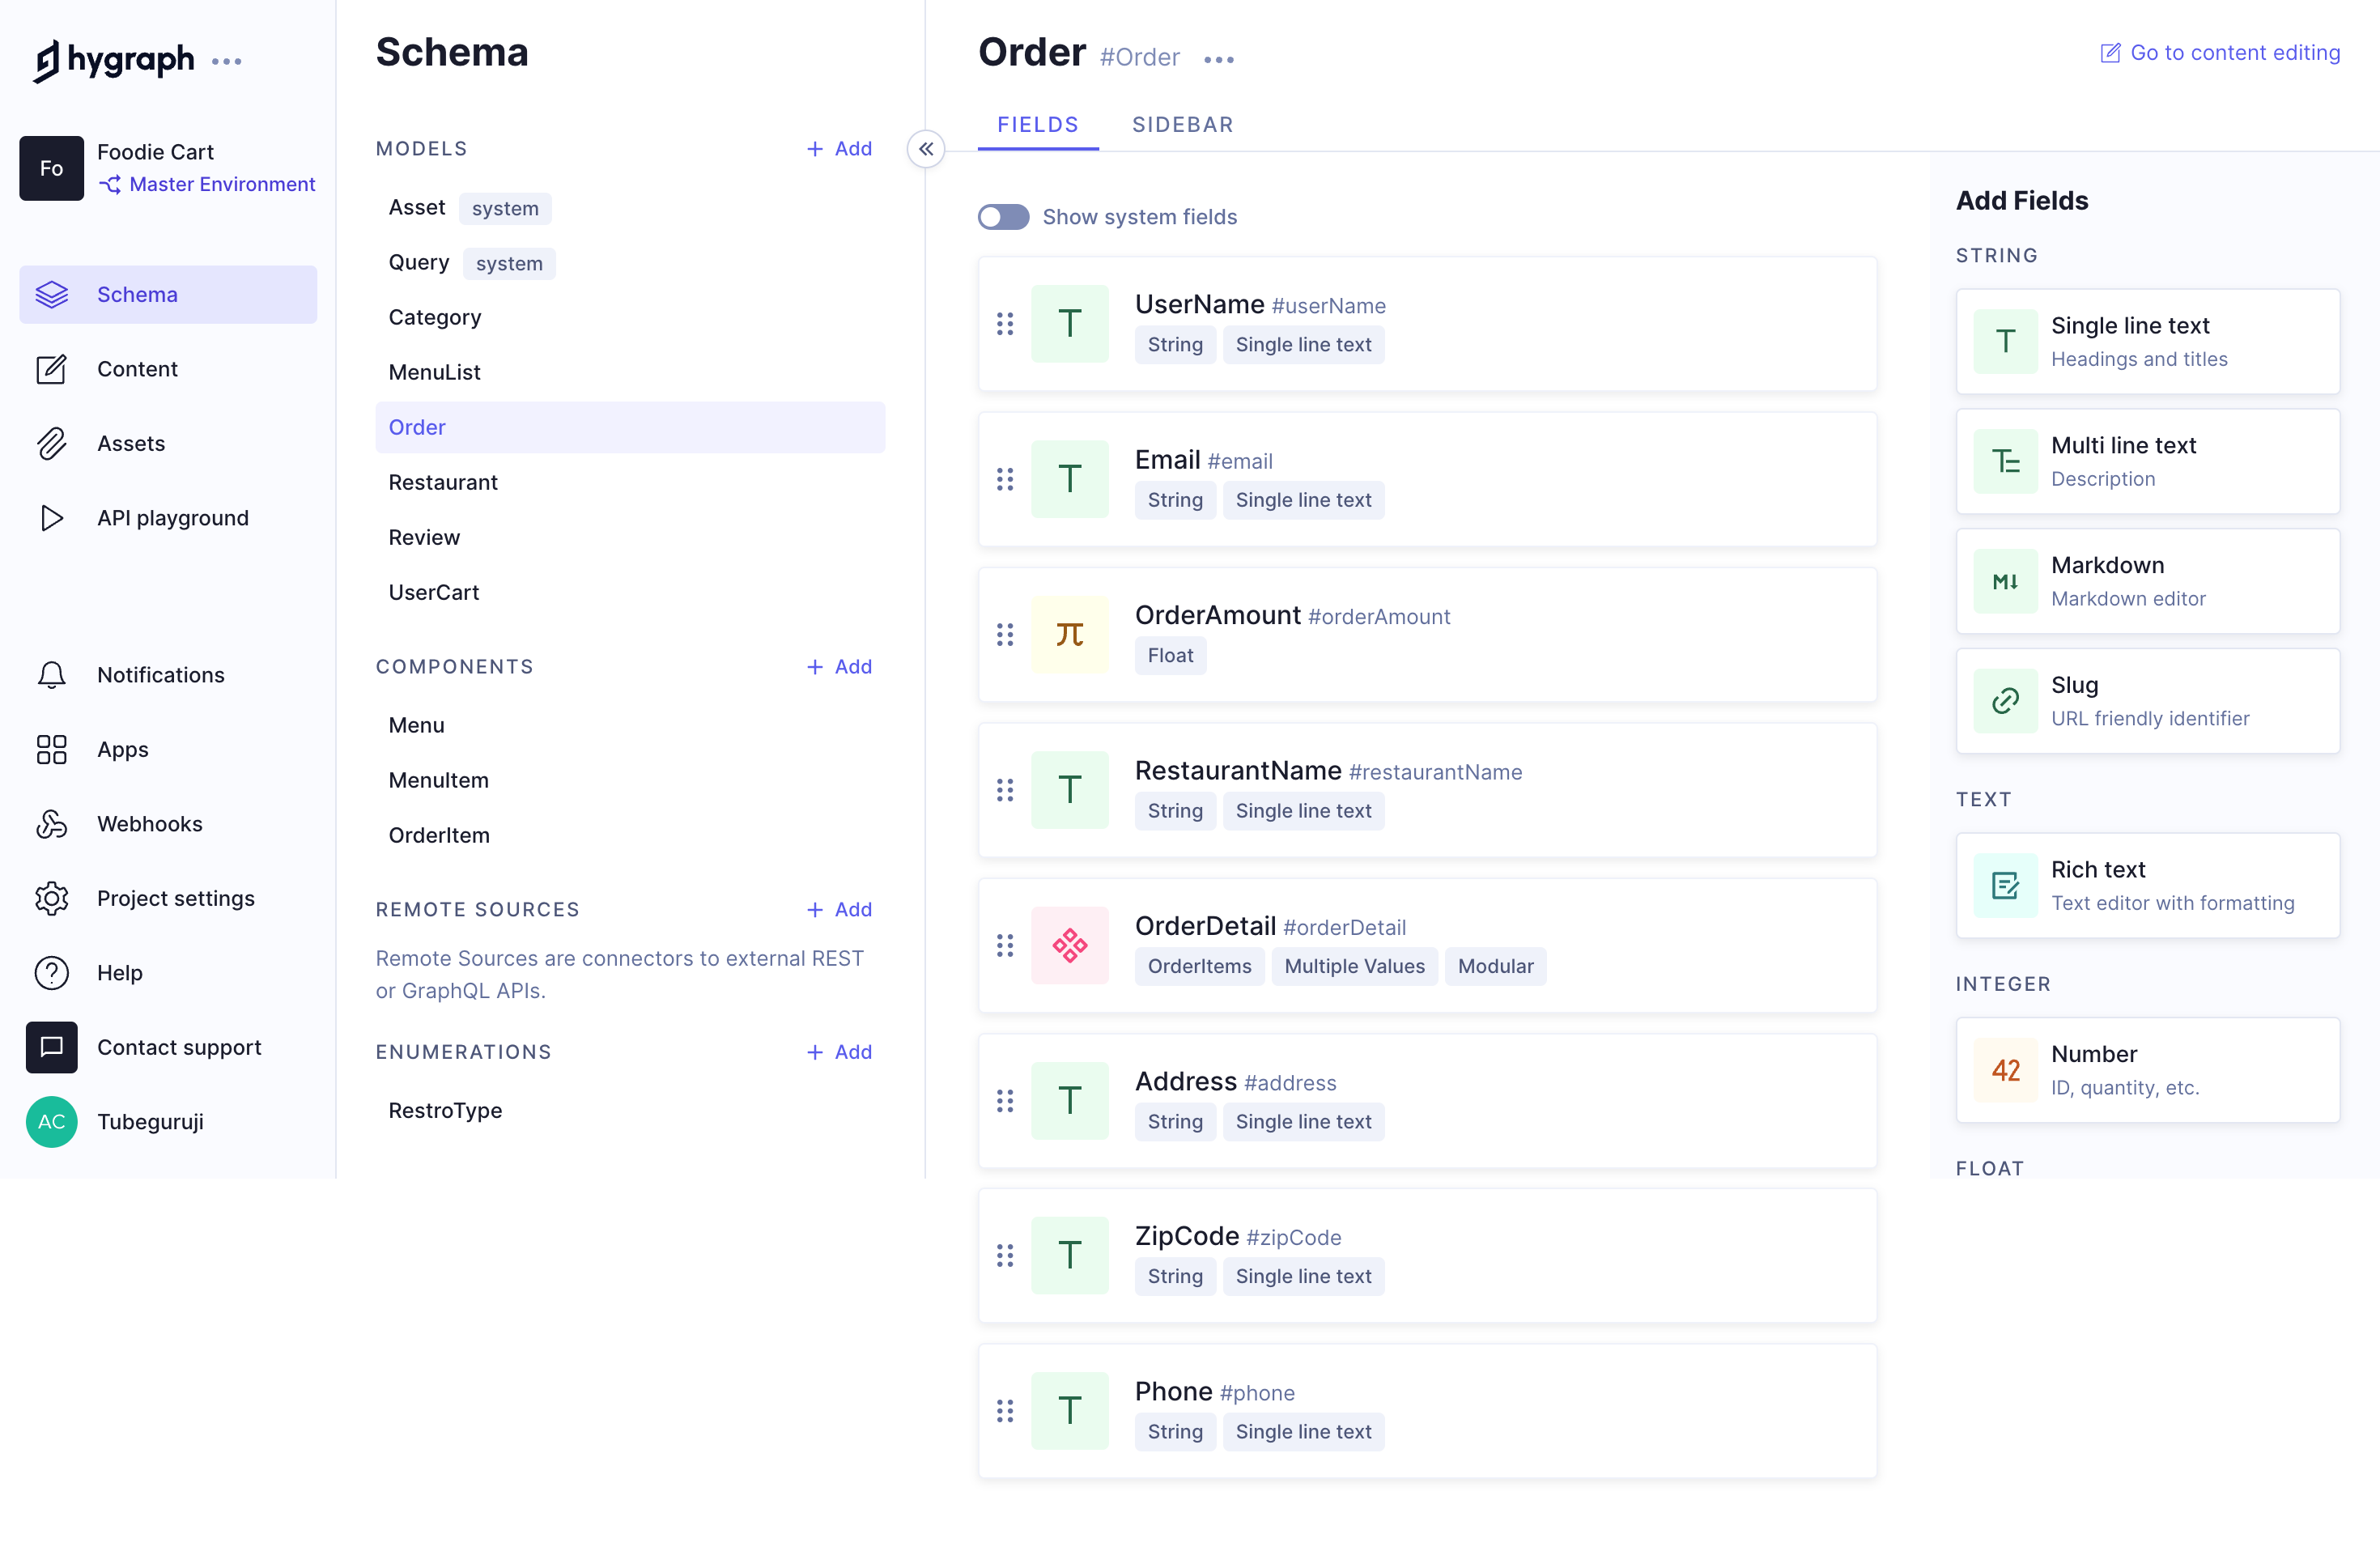 hygraph
Fo
Foodie Cart
Master Environment
Schema
Content
Assets
API playground
Notifications
Apps
Webhooks
Project settings
Help
Contact support
AC
Tubeguruji
Schema
MODELS
+ Add
Asset system
Query system
Category
MenuList
Order
Restaurant
Review
UserCart
COMPONENTS
+ Add
Menu
MenuItem
OrderItem
REMOTE SOURCES
+ Add
Remote Sources are connectors to external REST
or GraphQL APIs.
ENUMERATIONS
+ Add
RestroType
Order #Order
Go to content editing
FIELDS SIDEBAR
Show system fields
T
UserName #userName
String Single line text
T
Email #email
String Single line text
π
OrderAmount #orderAmount
Float
T
RestaurantName #restaurantName
String Single line text
OrderDetail #orderDetail
OrderItems Multiple Values Modular
T
Address #address
String Single line text
T
ZipCode #zipCode
String Single line text
T
Phone #phone
String Single line text
Add Fields
STRING
T
Single line text
Headings and titles
T
Multi line text
Description
M↓
Markdown
Markdown editor
Slug
URL friendly identifier
TEXT
Rich text
Text editor with formatting
INTEGER
42
Number
ID, quantity, etc.
FLOAT